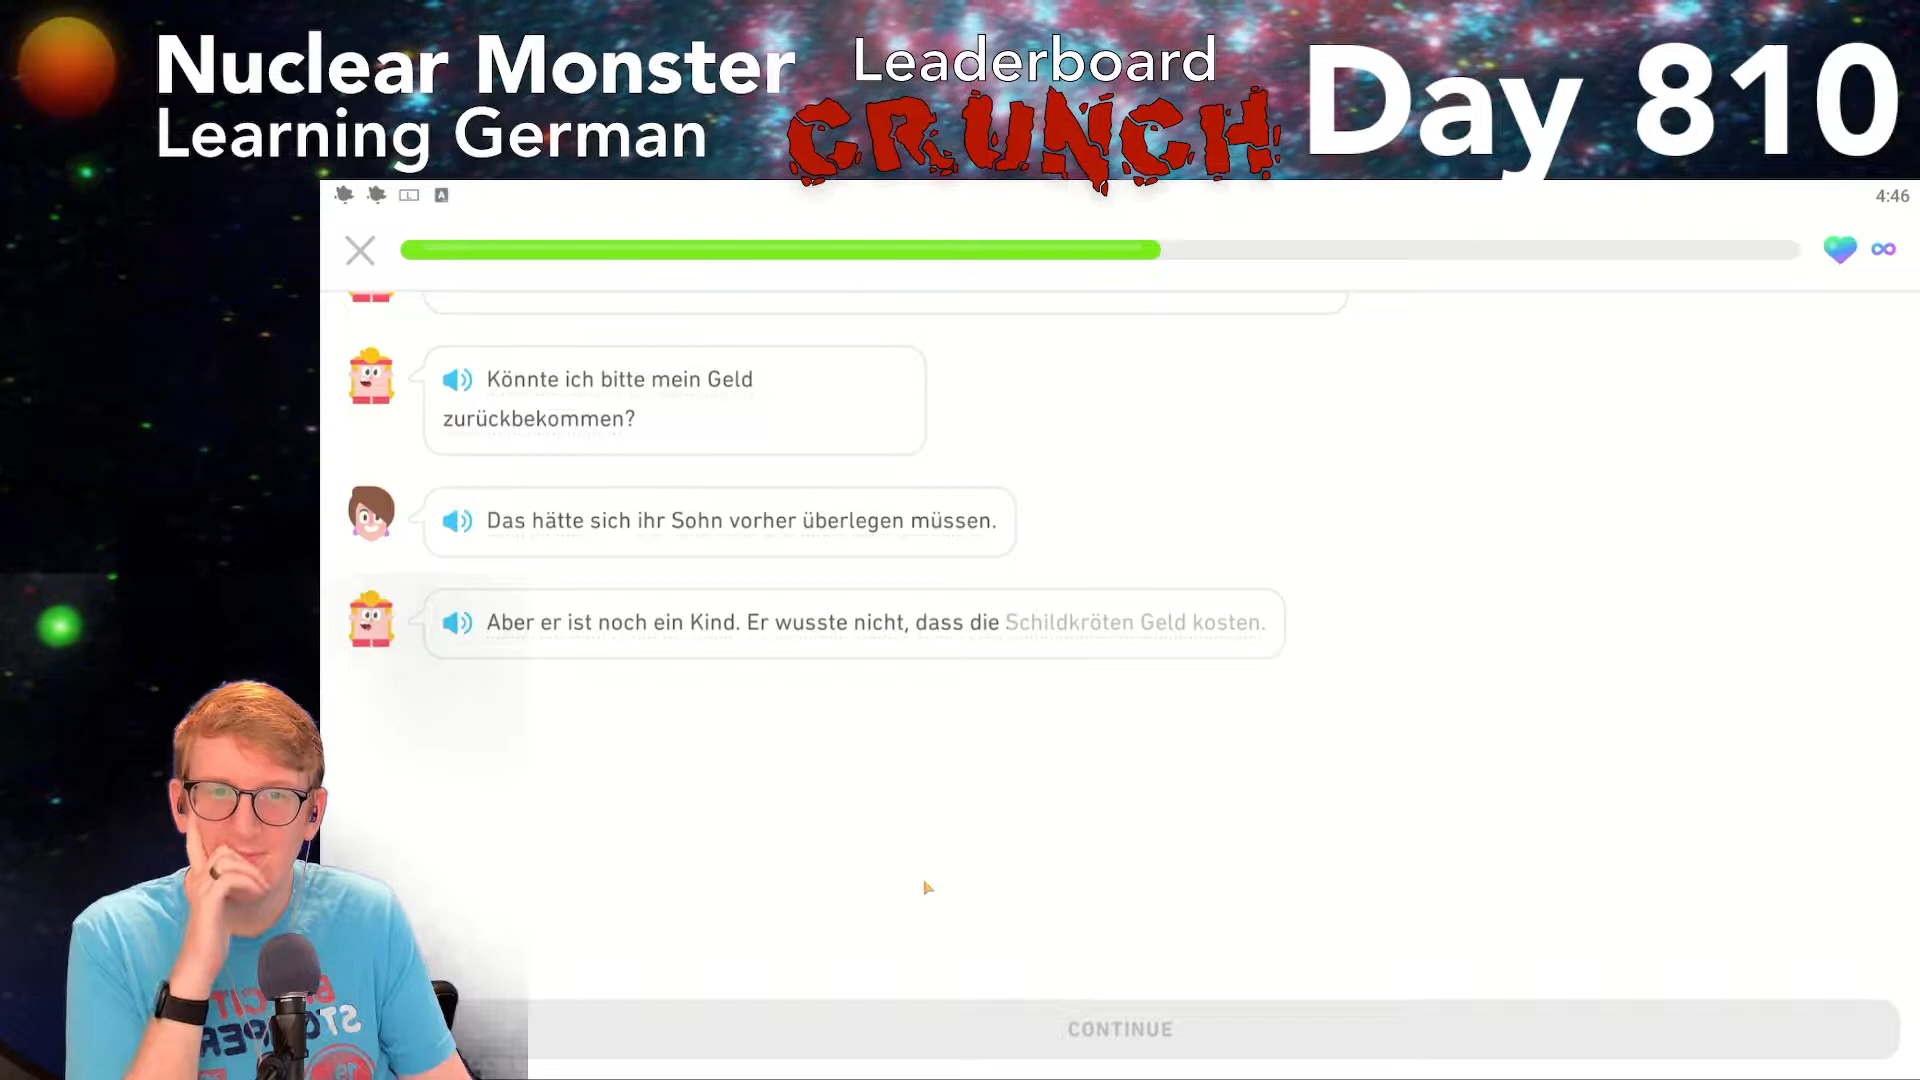 Nuclear Monster
Learning German
Leaderboard
CRUNCH
Day 810
L
A
4:46
Könnte ich bitte mein Geld
zurückbekommen?
Das hätte sich ihr Sohn vorher überlegen müssen.
Aber er ist noch ein Kind. Er wusste nicht, dass die Schildkröten Geld kosten.
CONTINUE